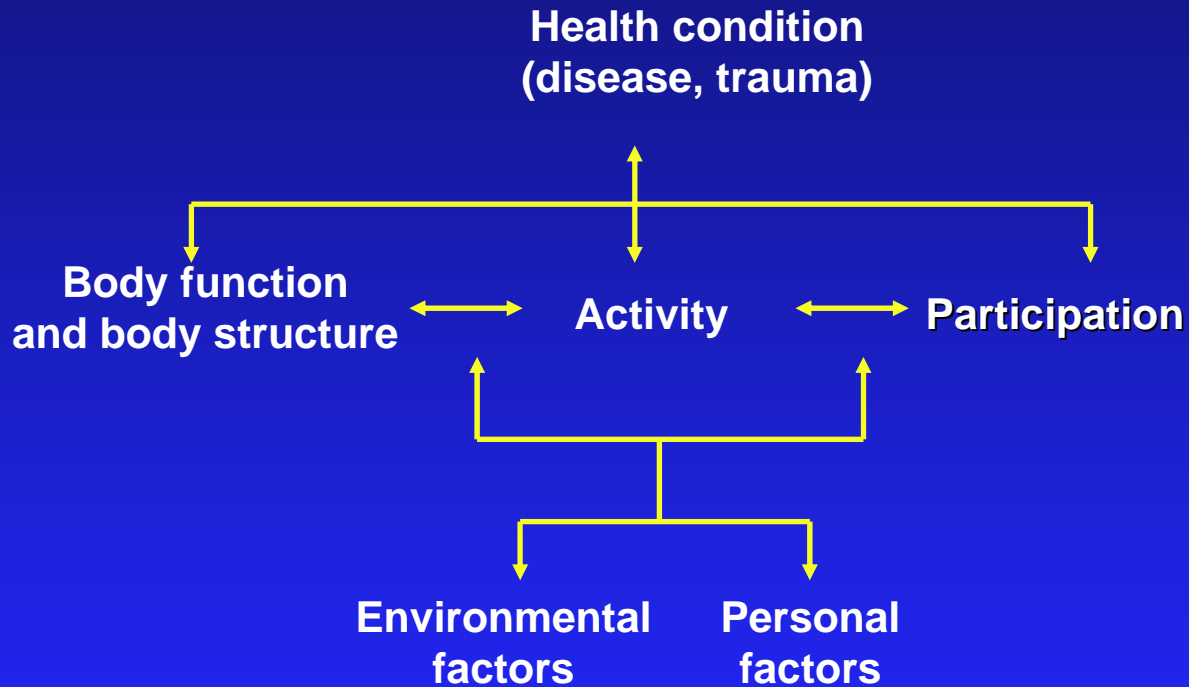 Health condition
(disease, trauma)
Body function
and body structure
Activity
Participation
Environmental
factors
Personal
factors